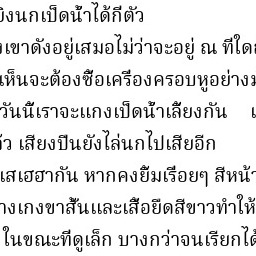 ยิงนกเป็ดน้ำได้กี่ตัว
เขาดังอยู่เสมอไม่ว่าจะอยู่ ณ ที่ใด
เห็นจะต้องซื้อเครื่องครอบหูอย่าง
วันนี้เราจะแกงเป็ดน้ำเลี้ยงกัน
เสียงปืนยังไล่นกไปเสียอีก
เสเฮฮากัน หากคงยิ้มเรื่อยๆ สีหน้า
างเกงขาสั้นและเสื้อยืดสีขาวทำให้
ในขณะที่ดูเล็ก บางกว่าจนเรียกได้